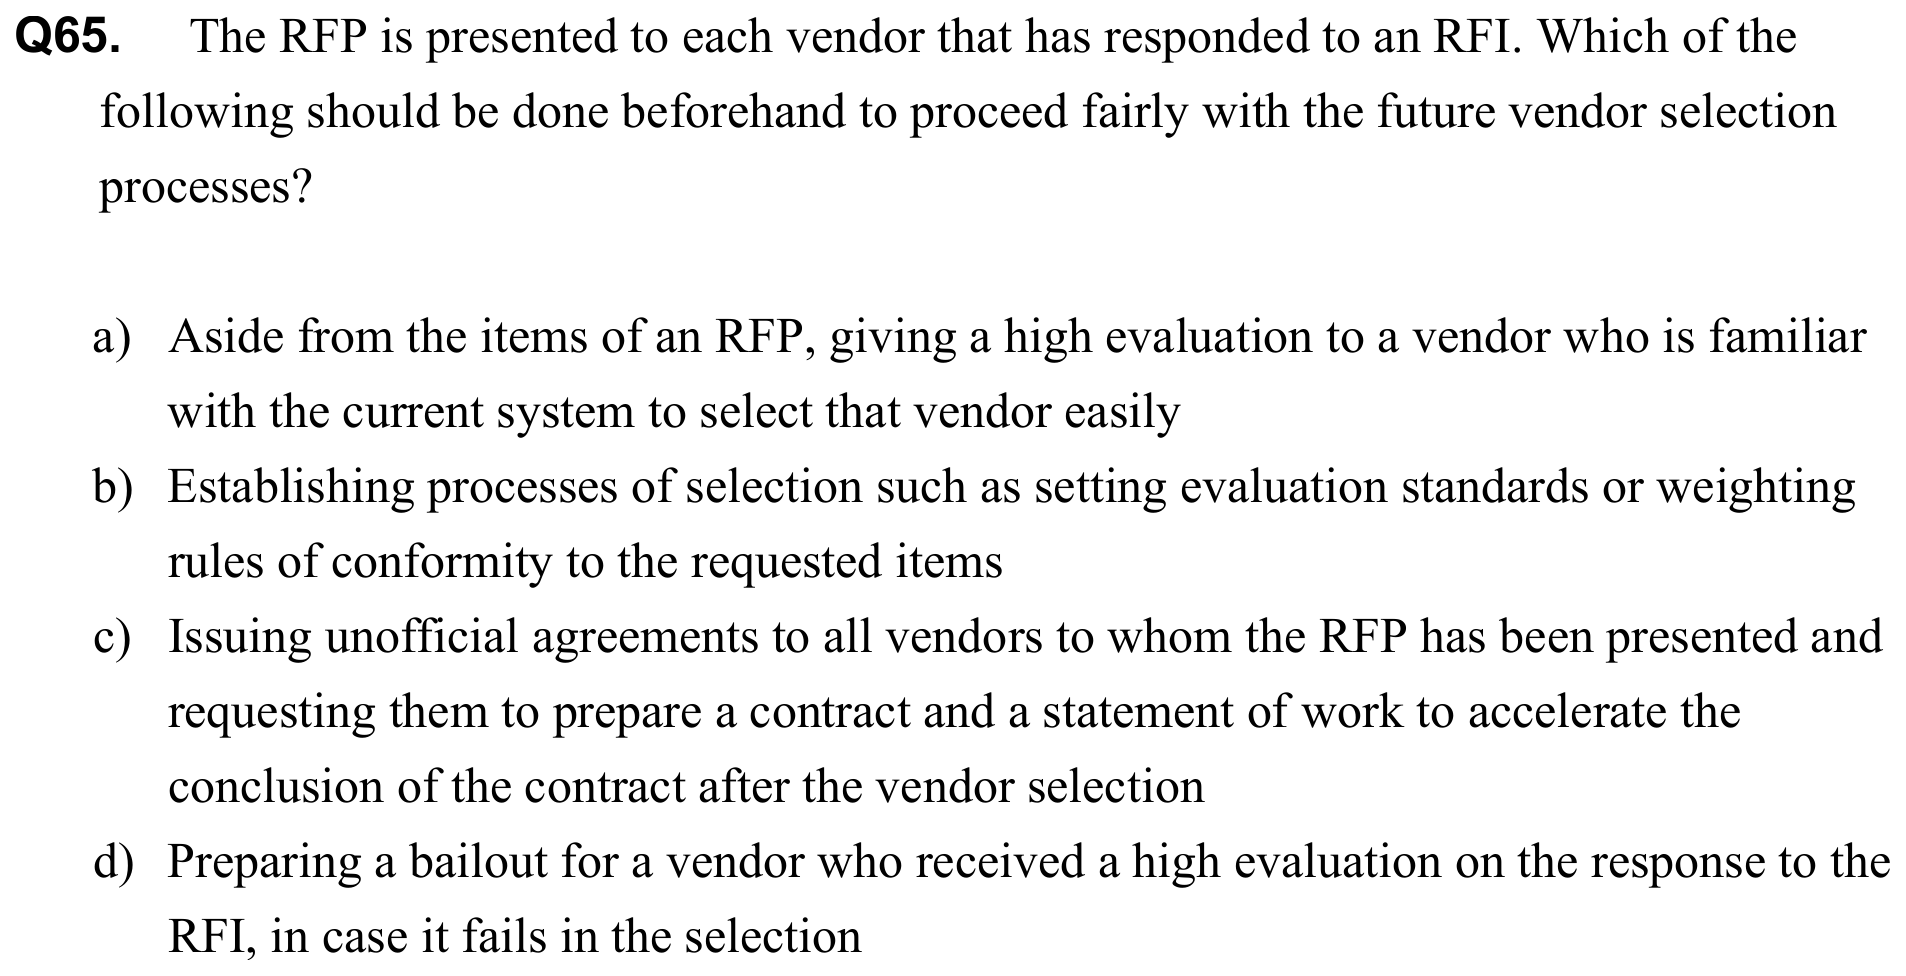 Q65. The RFP is presented to each vendor that has responded to an RFI. Which of the
following should be done beforehand to proceed fairly with the future vendor selection
processes?
a) Aside from the items of an RFP, giving a high evaluation to a vendor who is familiar
with the current system to select that vendor easily
b) Establishing processes of selection such as setting evaluation standards or weighting
rules of conformity to the requested items
c) Issuing unofficial agreements to all vendors to whom the RFP has been presented and
requesting them to prepare a contract and a statement of work to accelerate the
conclusion of the contract after the vendor selection
d) Preparing a bailout for a vendor who received a high evaluation on the response to the
RFI, in case it fails in the selection